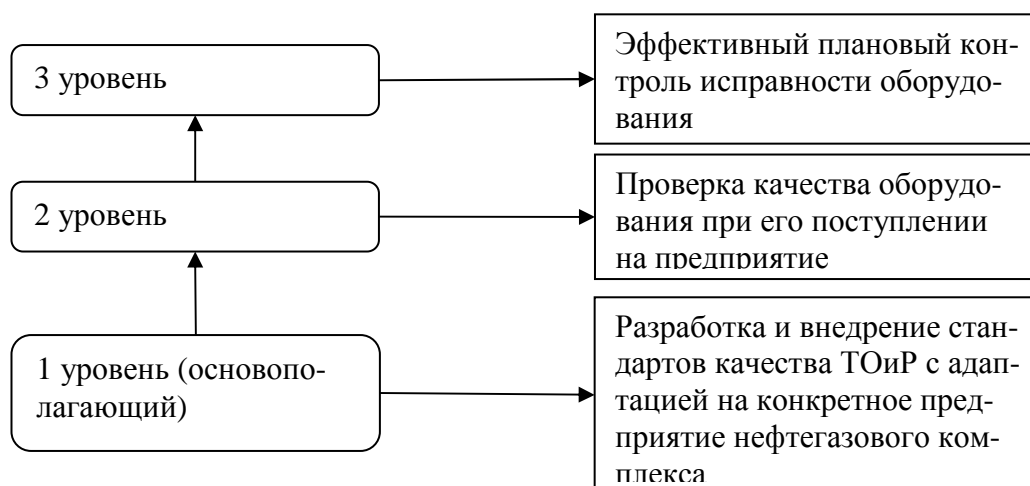 3 уровень
Эффективный плановый кон-
троль исправности оборудо-
вания
2 уровень
Проверка качества оборудо-
вания при его поступлении
на предприятие
1 уровень (основопо-
лагающий)
Разработка и внедрение стан-
дартов качества ТОиР с адап-
тацией на конкретное пред-
приятие нефтегазового ком-
плекса